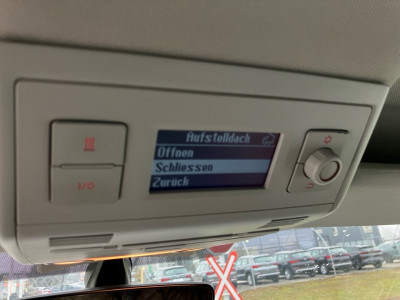 Aufstelldach
Öffnen
Schliessen
Zurück
I/O